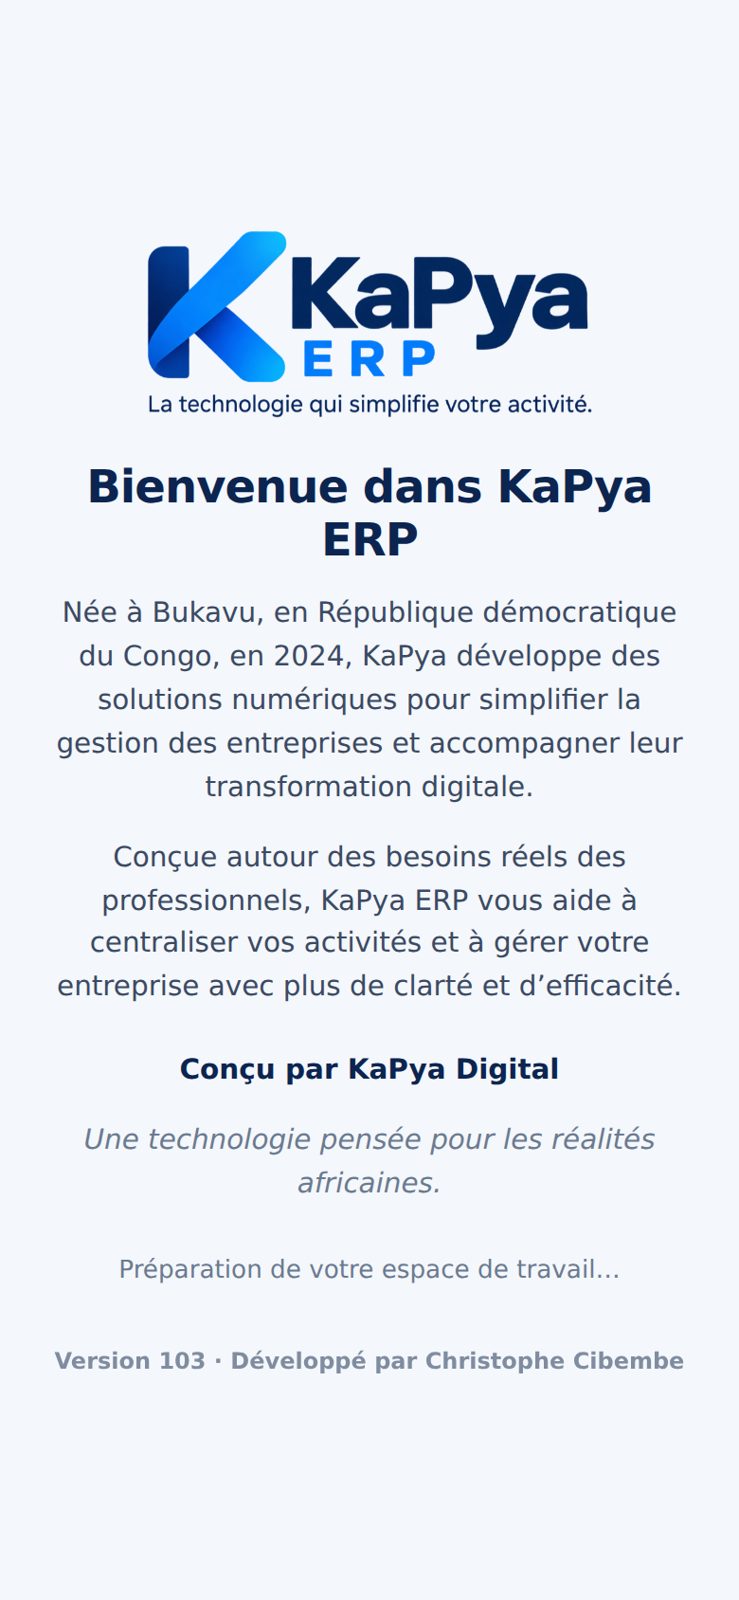 KaPya
ERP
La technologie qui simplifie votre activité.
Bienvenue dans KaPya
ERP
Née à Bukavu, en République démocratique
du Congo, en 2024, KaPya développe des
solutions numériques pour simplifier la
gestion des entreprises et accompagner leur
transformation digitale.
Conçue autour des besoins réels des
professionnels, KaPya ERP vous aide à
centraliser vos activités et à gérer votre
entreprise avec plus de clarté et d’efficacité.
Conçu par KaPya Digital
Une technologie pensée pour les réalités
africaines.
Préparation de votre espace de travail...
Version 103 · Développé par Christophe Cibembe